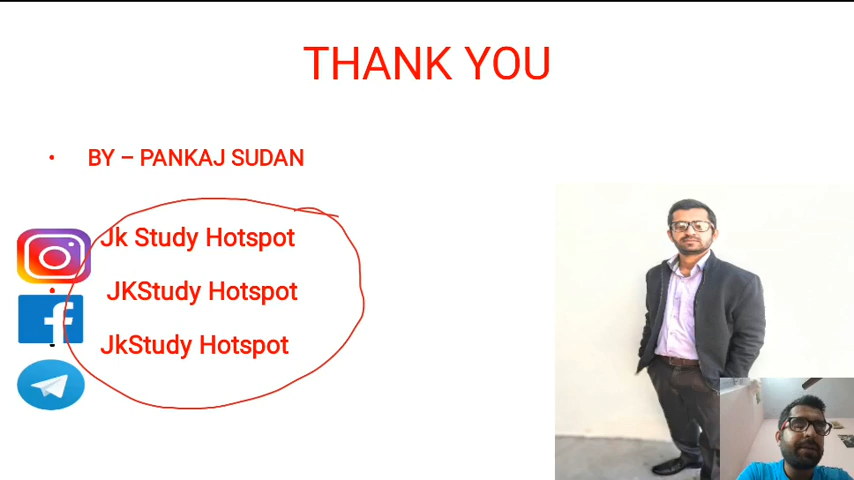 THANK YOU
• BY – PANKAJ SUDAN
Jk Study Hotspot
JKStudy Hotspot
JkStudy Hotspot